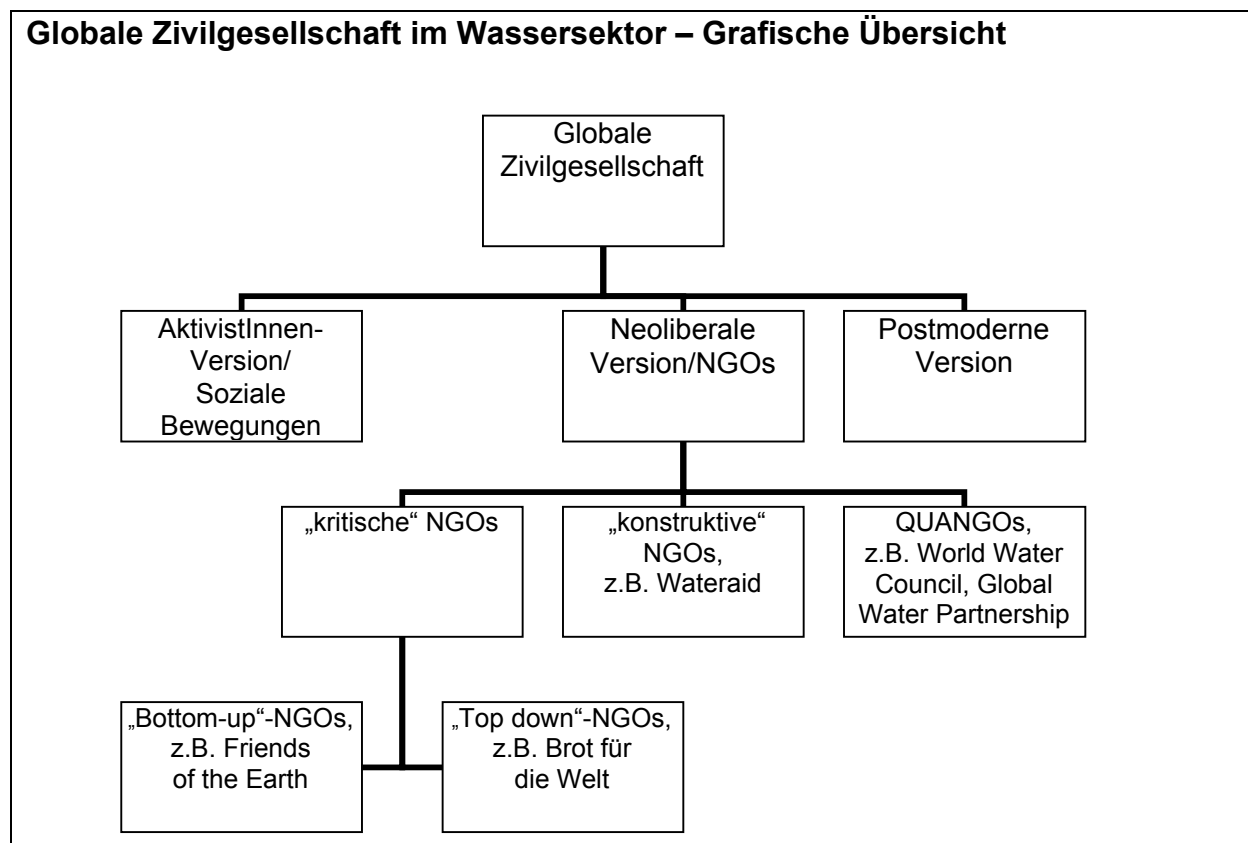 Globale Zivilgesellschaft im Wassersektor – Grafische Übersicht
Globale
Zivilgesellschaft
AktivistInnen-
Version/
Soziale
Bewegungen
Neoliberale
Version/NGOs
Postmoderne
Version
„kritische“ NGOs
„konstruktive“
NGOs,
z.B. Wateraid
QUANGOs,
z.B. World Water
Council, Global
Water Partnership
„Bottom-up“-NGOs,
z.B. Friends
of the Earth
„Top down“-NGOs,
z.B. Brot für
die Welt